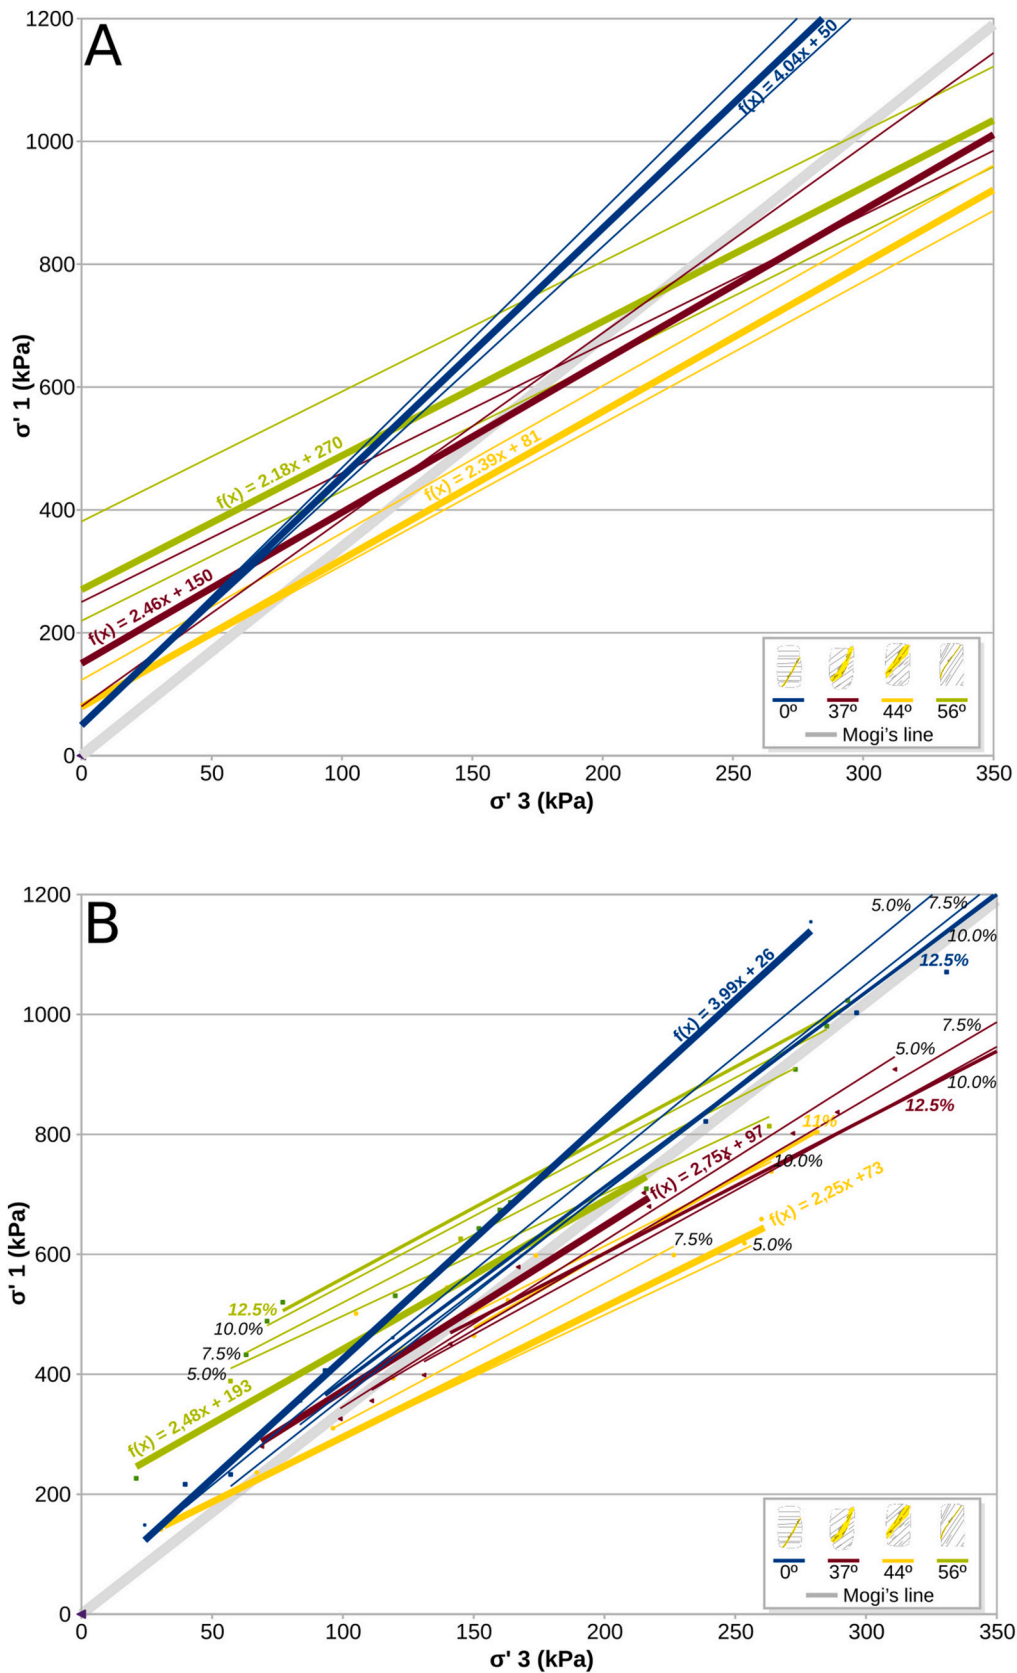 A
1200
1000
800
600
400
200
0
σ' 1 (kPa)
f(x) = 4.04x + 50
f(x) = 2.18x + 270
f(x) = 2.39x + 81
f(x) = 2.46x + 150
0º 37º 44º 56º
Mogi's line
0 50 100 150 200 250 300 350
σ' 3 (kPa)
B
1200
1000
800
600
400
200
0
σ' 1 (kPa)
5.0% 7.5%
10.0%
12.5%
f(x) = 3,99x + 26
7.5%
5.0%
10.0%
12.5%
11%
f(x) = 2,75x + 97
10.0%
f(x) = 2,25x +73
7.5%
5.0%
12.5%
10.0%
7.5%
5.0%
f(x) = 2,48x + 193
0º 37º 44º 56º
Mogi's line
0 50 100 150 200 250 300 350
σ' 3 (kPa)